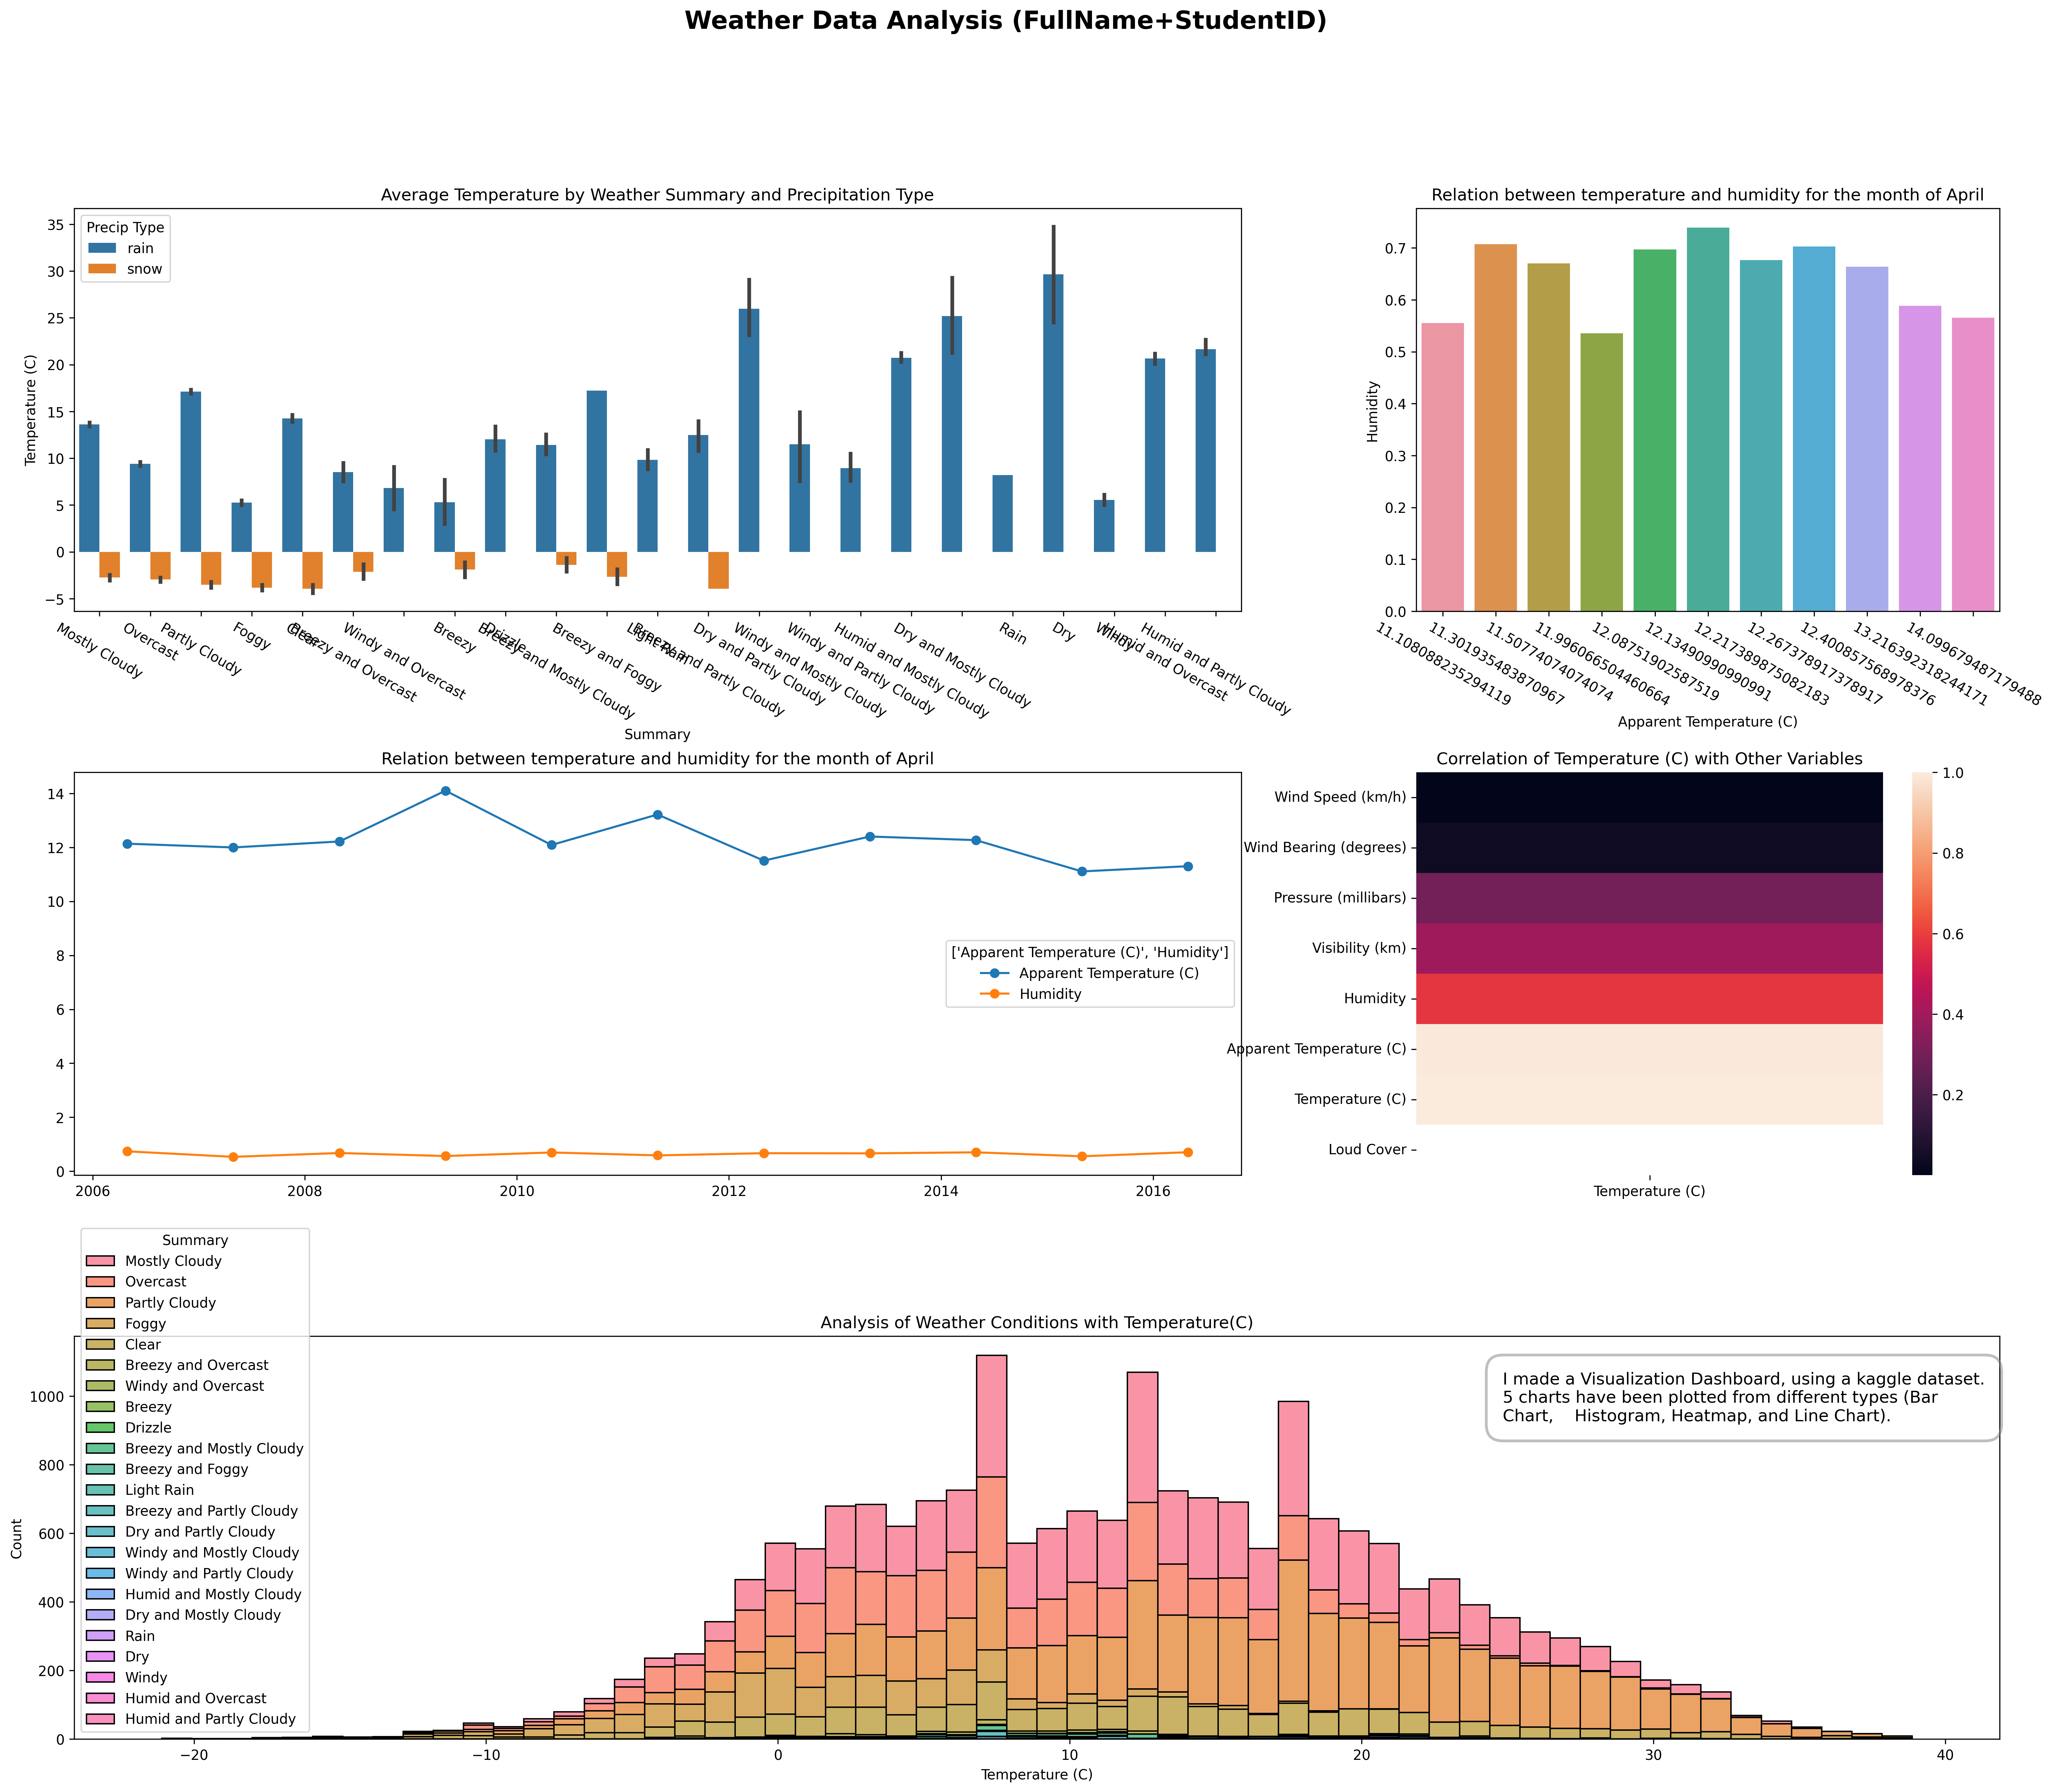 Weather Data Analysis (FullName+StudentID)
Average Temperature by Weather Summary and Precipitation Type
Precip Type
rain
snow
Temperature (C)
35
30
25
20
15
10
5
0
−5
Mostly Cloudy
Overcast
Partly Cloudy
Foggy
Clear
Breezy and Overcast
Windy and Overcast
Breezy
Drizzle
Breezy and Mostly Cloudy
Breezy and Foggy
Light Rain
Breezy and Partly Cloudy
Dry and Partly Cloudy
Windy and Mostly Cloudy
Windy and Partly Cloudy
Humid and Mostly Cloudy
Dry and Mostly Cloudy
Rain
Dry
Windy
Humid and Overcast
Humid and Partly Cloudy
Summary
Relation between temperature and humidity for the month of April
Humidity
0.7
0.6
0.5
0.4
0.3
0.2
0.1
0.0
11.108088235294119
11.30193548387​0967
11.507740740740​74
11.996066504460664
12.08751902587519
12.13490990990991
12.217389875082183
12.267378917378917
12.400857568978376
13.216392318244171
14.099679487179488
Apparent Temperature (C)
Relation between temperature and humidity for the month of April
14
12
10
8
6
4
2
0
['Apparent Temperature (C)', 'Humidity']
Apparent Temperature (C)
Humidity
2006
2008
2010
2012
2014
2016
Correlation of Temperature (C) with Other Variables
Wind Speed (km/h)
Wind Bearing (degrees)
Pressure (millibars)
Visibility (km)
Humidity
Apparent Temperature (C)
Temperature (C)
Loud Cover
Temperature (C)
1.0
0.8
0.6
0.4
0.2
Summary
Mostly Cloudy
Overcast
Partly Cloudy
Foggy
Clear
Breezy and Overcast
Windy and Overcast
Breezy
Drizzle
Breezy and Mostly Cloudy
Breezy and Foggy
Light Rain
Breezy and Partly Cloudy
Dry and Partly Cloudy
Windy and Mostly Cloudy
Windy and Partly Cloudy
Humid and Mostly Cloudy
Dry and Mostly Cloudy
Rain
Dry
Windy
Humid and Overcast
Humid and Partly Cloudy
Analysis of Weather Conditions with Temperature(C)
I made a Visualization Dashboard, using a kaggle dataset.
5 charts have been plotted from different types (Bar
Chart,    Histogram, Heatmap, and Line Chart).
Count
1000
800
600
400
200
0
−20
−10
0
10
20
30
40
Temperature (C)